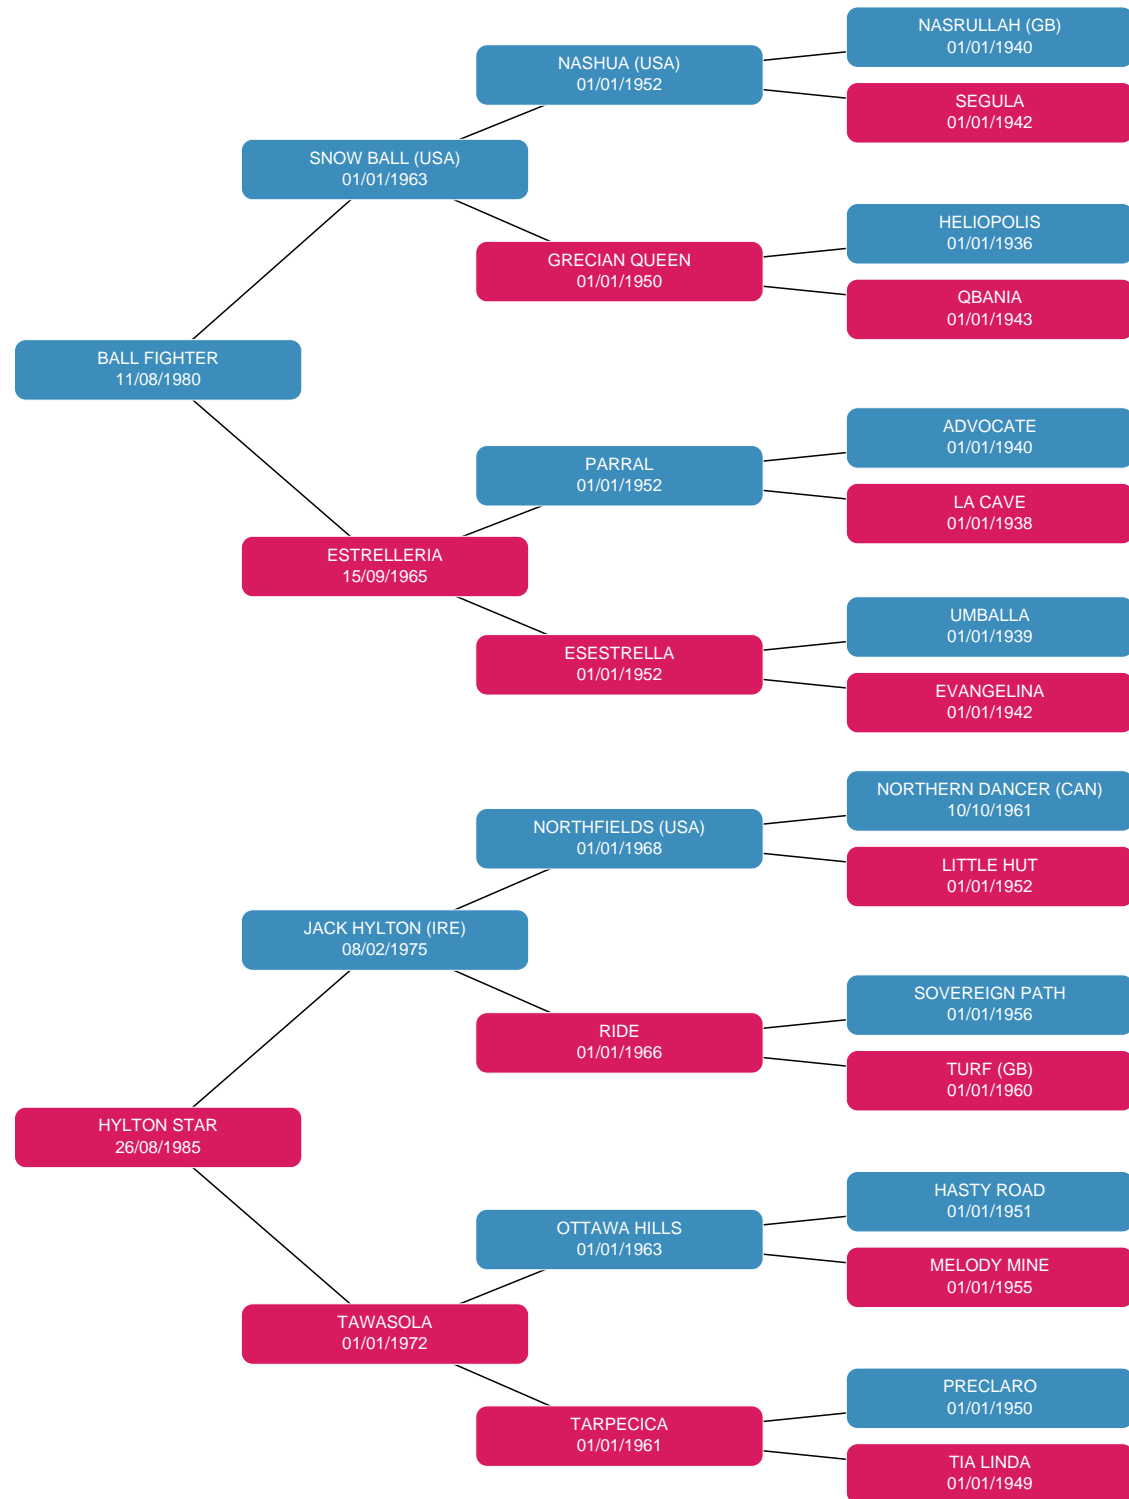 NASRULLAH (GB)
01/01/1940
NASHUA (USA)
01/01/1952
SEGULA
01/01/1942
SNOW BALL (USA)
01/01/1963
HELIOPOLIS
01/01/1936
GRECIAN QUEEN
01/01/1950
QBANIA
01/01/1943
BALL FIGHTER
11/08/1980
ADVOCATE
01/01/1940
PARRAL
01/01/1952
LA CAVE
01/01/1938
ESTRELLERIA
15/09/1965
UMBALLA
01/01/1939
ESESTRELLA
01/01/1952
EVANGELINA
01/01/1942
NORTHERN DANCER (CAN)
10/10/1961
NORTHFIELDS (USA)
01/01/1968
LITTLE HUT
01/01/1952
JACK HYLTON (IRE)
08/02/1975
SOVEREIGN PATH
01/01/1956
RIDE
01/01/1966
TURF (GB)
01/01/1960
HYLTON STAR
26/08/1985
HASTY ROAD
01/01/1951
OTTAWA HILLS
01/01/1963
MELODY MINE
01/01/1955
TAWASOLA
01/01/1972
PRECLARO
01/01/1950
TARPECICA
01/01/1961
TIA LINDA
01/01/1949